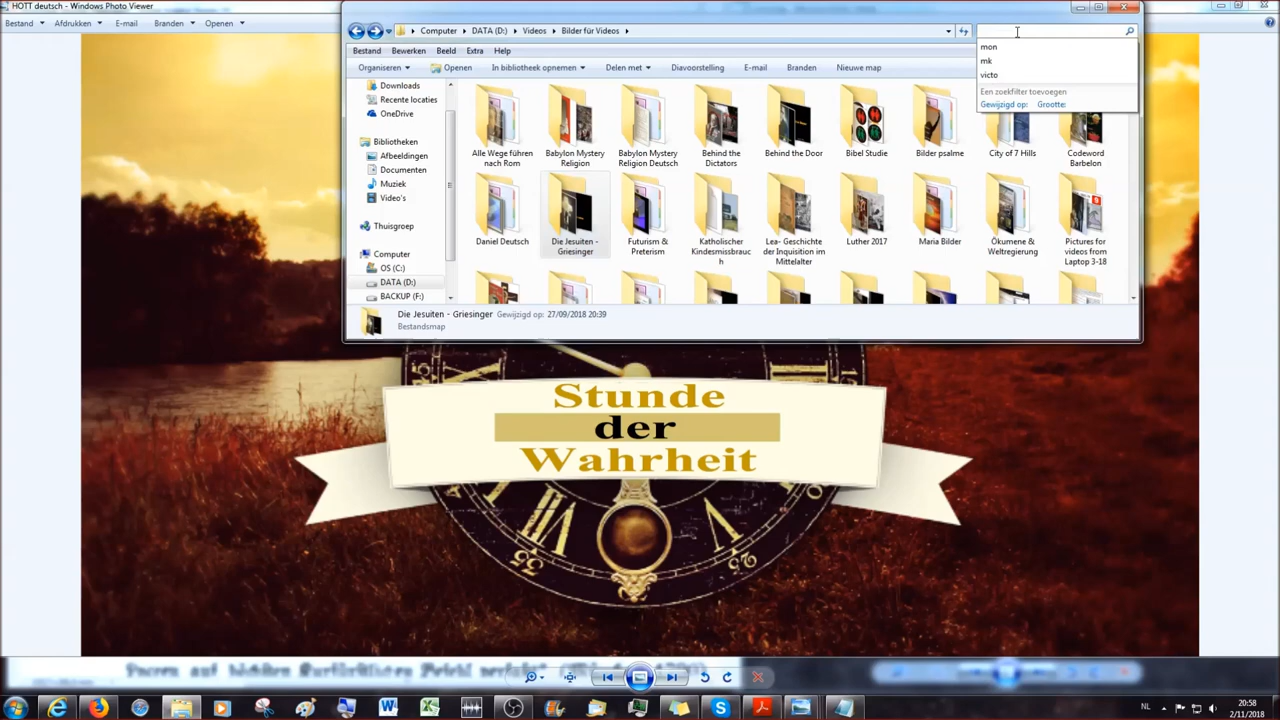 HOTT deutsch - Windows Photo Viewer
Bestand Afdrukken E-mail Branden Openen
Computer DATA (D:) Videos Bilder für Videos
mon
mk
victo
Een zoekfilter toevoegen
Gewijzigd op: Grootte:
Bestand Bewerken Beeld Extra Help
Organiseren Openen In bibliotheek opnemen Delen met Diavoorstelling E-mail Branden Nieuwe map
Downloads
Recente locaties
OneDrive
Bibliotheken
Afbeeldingen
Documenten
Muziek
Video's
Thuisgroep
Computer
OS (C:)
DATA (D:)
BACKUP (F:)
Alle Wege führen
nach Rom
Babylon Mystery
Religion
Babylon Mystery
Religion Deutsch
Behind the
Dictators
Behind the Door
Bibel Studie
Bilder psalme
City of 7 Hills
Codeword
Barbelon
Daniel Deutsch
Die Jesuiten -
Griesinger
Futurism &
Preterism
Katholischer
Kindesmissbrauc
h
Lea- Geschichte
der Inquisition im
Mittelalter
Luther 2017
Maria Bilder
Ökumene &
Weltregierung
Pictures for
videos from
Laptop 3-18
Die Jesuiten - Griesinger Gewijzigd op: 27/09/2018 20:39
Bestandsmap
Stunde
der
Wahrheit
NL
20:58
2/11/2018